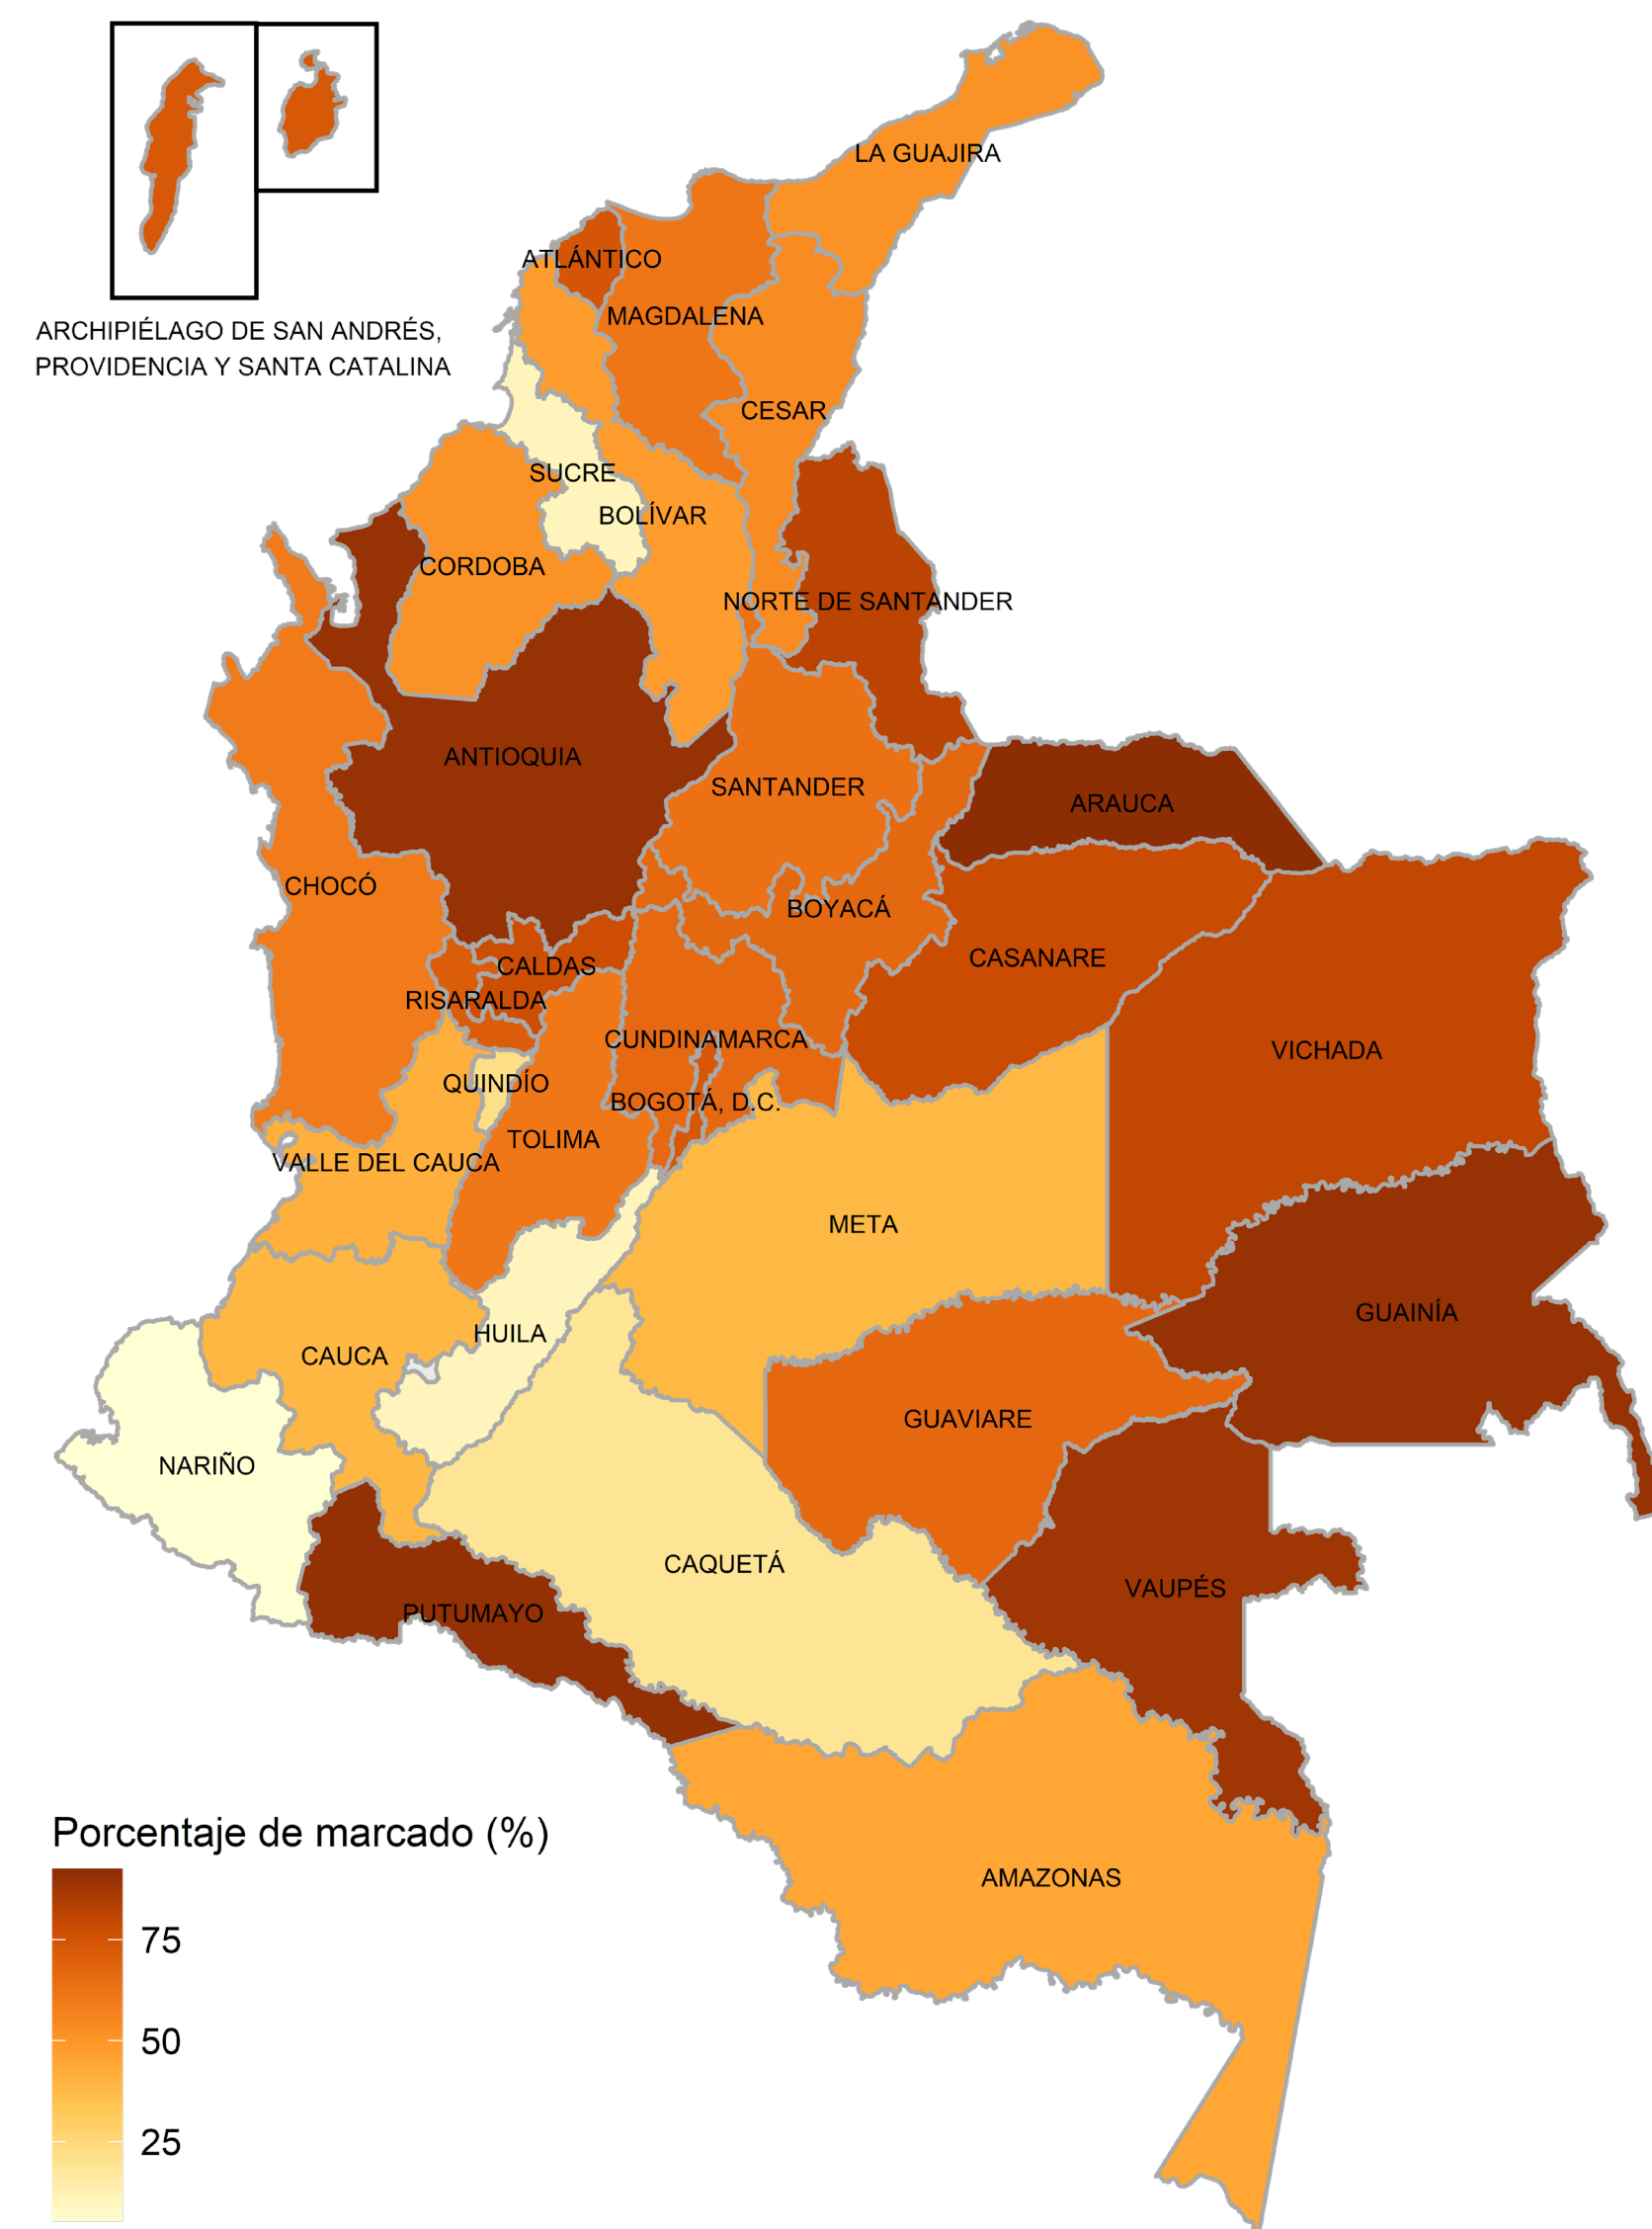 LA GUAJIRA
ATLÁNTICO
MAGDALENA
ARCHIPIÉLAGO DE SAN ANDRÉS,
PROVIDENCIA Y SANTA CATALINA
CESAR
SUCRE
BOLÍVAR
CORDOBA
NORTE DE SANTANDER
ANTIOQUIA
SANTANDER
ARAUCA
CHOCÓ
BOYACÁ
CASANARE
CALDAS
RISARALDA
CUNDINAMARCA
VICHADA
QUINDÍO
BOGOTÁ, D.C.
TOLIMA
VALLE DEL CAUCA
META
GUAINÍA
HUILA
CAUCA
GUAVIARE
NARIÑO
CAQUETÁ
VAUPÉS
PUTUMAYO
Porcentaje de marcado (%)
AMAZONAS
75
50
25